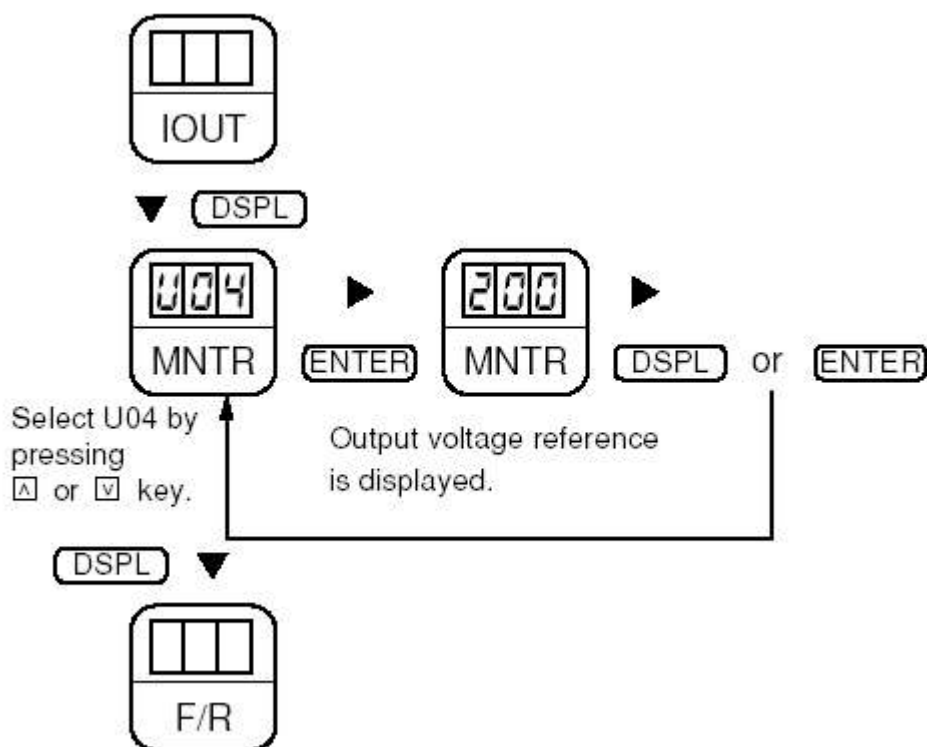 IOUT
▼ DSPL
U04
MNTR
▶
ENTER
200
MNTR
▶
DSPL or ENTER
Select U04 by
pressing
∧ or ∨ key.
Output voltage reference
is displayed.
DSPL ▼
F/R